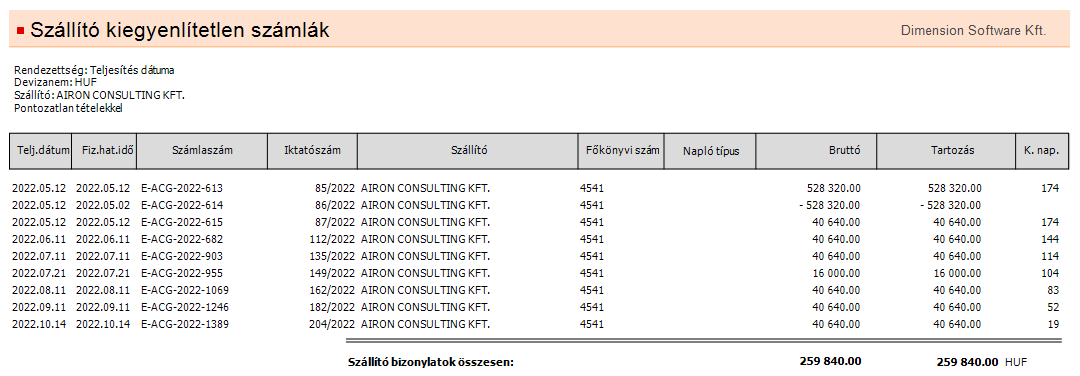 Szállító kiegyenlítetlen számlák Dimension Software Kft.
Rendezettség: Teljesítés dátuma
Devizanem: HUF
Szállító: AIRON CONSULTING KFT.
Pontozatlan tételekkel
Telj.dátum Fiz.hat.idő Számlaszám Iktatószám Szállító Főkönyvi szám Napló típus Bruttó Tartozás K. nap.
2022.05.12 2022.05.12 E-ACG-2022-613 85/2022 AIRON CONSULTING KFT. 4541 528 320.00 528 320.00 174
2022.05.12 2022.05.02 E-ACG-2022-614 86/2022 AIRON CONSULTING KFT. 4541 - 528 320.00 - 528 320.00
2022.05.12 2022.05.12 E-ACG-2022-615 87/2022 AIRON CONSULTING KFT. 4541 40 640.00 40 640.00 174
2022.06.11 2022.06.11 E-ACG-2022-682 112/2022 AIRON CONSULTING KFT. 4541 40 640.00 40 640.00 144
2022.07.11 2022.07.11 E-ACG-2022-903 135/2022 AIRON CONSULTING KFT. 4541 40 640.00 40 640.00 114
2022.07.21 2022.07.21 E-ACG-2022-955 149/2022 AIRON CONSULTING KFT. 4541 16 000.00 16 000.00 104
2022.08.11 2022.08.11 E-ACG-2022-1069 162/2022 AIRON CONSULTING KFT. 4541 40 640.00 40 640.00 83
2022.09.11 2022.09.11 E-ACG-2022-1246 182/2022 AIRON CONSULTING KFT. 4541 40 640.00 40 640.00 52
2022.10.14 2022.10.14 E-ACG-2022-1389 204/2022 AIRON CONSULTING KFT. 4541 40 640.00 40 640.00 19
Szállító bizonylatok összesen: 259 840.00 259 840.00 HUF